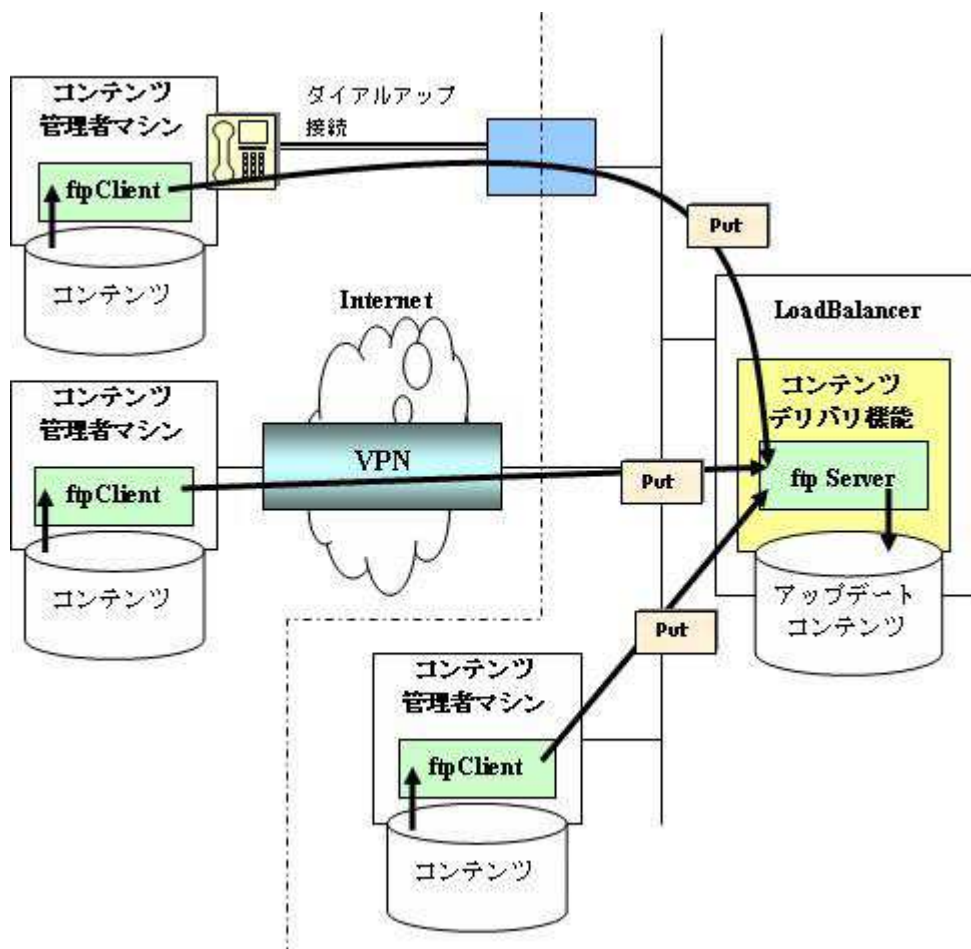 コンテンツ
管理者マシン
ftpClient
コンテンツ
ダイアルアップ
接続
Put
Internet
LoadBalancer
コンテンツ
デリバリ機能
ftp Server
アップデート
コンテンツ
コンテンツ
管理者マシン
ftpClient
コンテンツ
VPN
Put
Put
コンテンツ
管理者マシン
ftpClient
コンテンツ